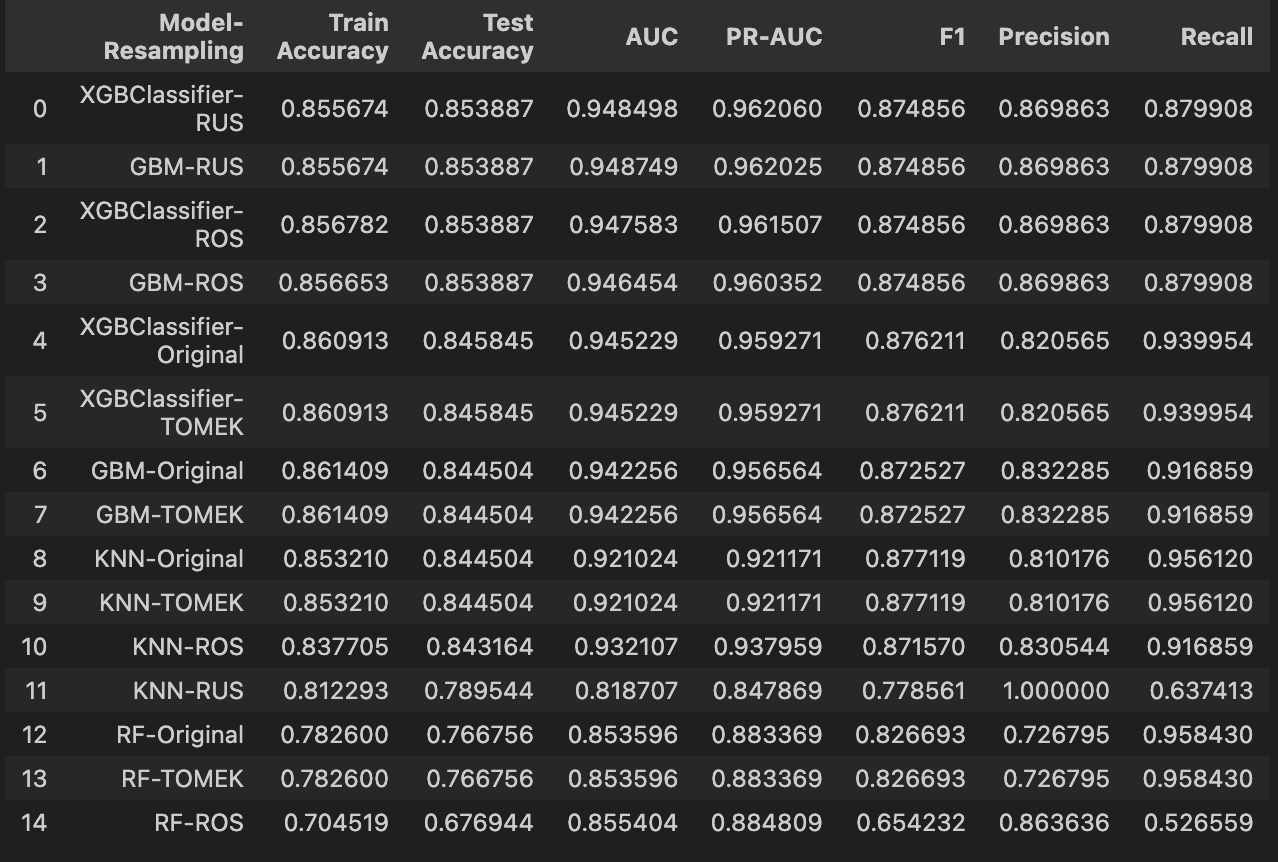 Model-Resampling Train Accuracy Test Accuracy AUC PR-AUC F1 Precision Recall
0 XGBClassifier-RUS 0.855674 0.853887 0.948498 0.962060 0.874856 0.869863 0.879908
1 GBM-RUS 0.855674 0.853887 0.948749 0.962025 0.874856 0.869863 0.879908
2 XGBClassifier-ROS 0.856782 0.853887 0.947583 0.961507 0.874856 0.869863 0.879908
3 GBM-ROS 0.856653 0.853887 0.946454 0.960352 0.874856 0.869863 0.879908
4 XGBClassifier-Original 0.860913 0.845845 0.945229 0.959271 0.876211 0.820565 0.939954
5 XGBClassifier-TOMEK 0.860913 0.845845 0.945229 0.959271 0.876211 0.820565 0.939954
6 GBM-Original 0.861409 0.844504 0.942256 0.956564 0.872527 0.832285 0.916859
7 GBM-TOMEK 0.861409 0.844504 0.942256 0.956564 0.872527 0.832285 0.916859
8 KNN-Original 0.853210 0.844504 0.921024 0.921171 0.877119 0.810176 0.956120
9 KNN-TOMEK 0.853210 0.844504 0.921024 0.921171 0.877119 0.810176 0.956120
10 KNN-ROS 0.837705 0.843164 0.932107 0.937959 0.871570 0.830544 0.916859
11 KNN-RUS 0.812293 0.789544 0.818707 0.847869 0.778561 1.000000 0.637413
12 RF-Original 0.782600 0.766756 0.853596 0.883369 0.826693 0.726795 0.958430
13 RF-TOMEK 0.782600 0.766756 0.853596 0.883369 0.826693 0.726795 0.958430
14 RF-ROS 0.704519 0.676944 0.855404 0.884809 0.654232 0.863636 0.526559